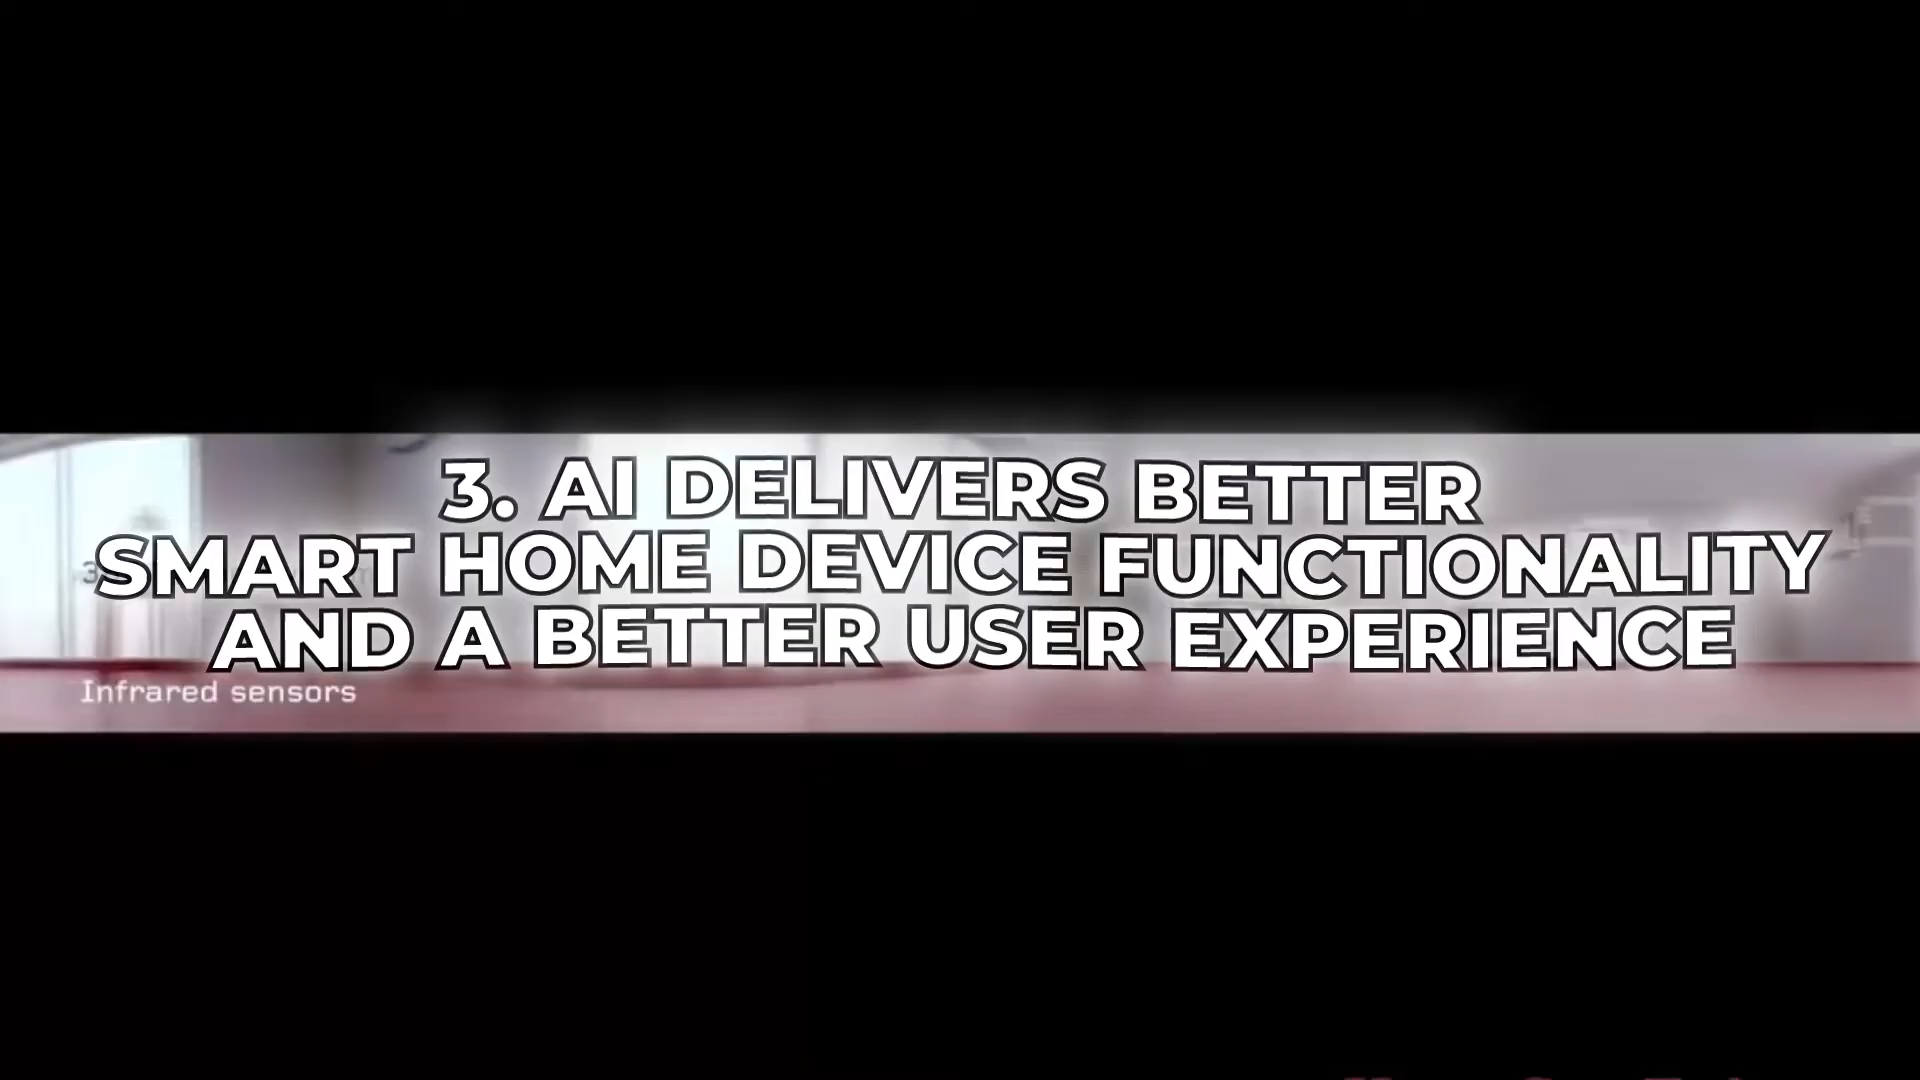 3. AI DELIVERS BETTER
SMART HOME DEVICE FUNCTIONALITY
AND A BETTER USER EXPERIENCE
Infrared sensors